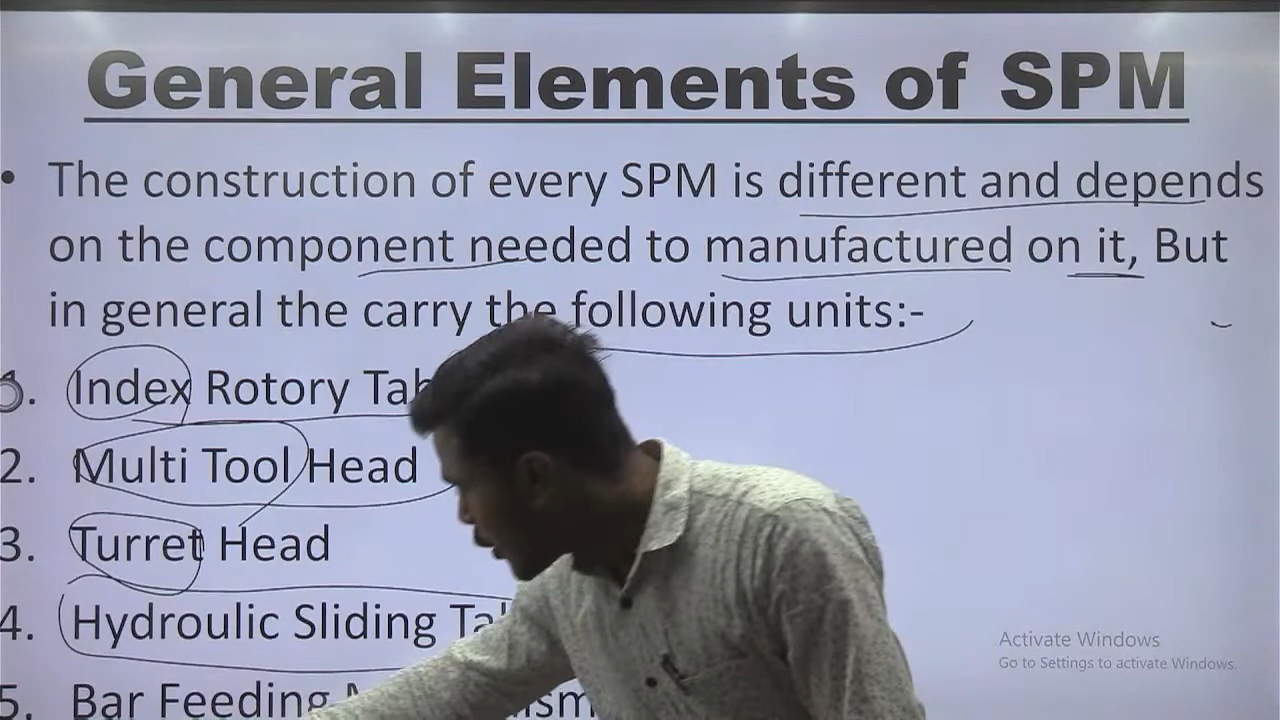 General Elements of SPM
• The construction of every SPM is different and depends
on the component needed to manufactured on it, But
in general the carry the following units:-
1. Index Rotory
2. Multi Tool Head
3. Turret Head
4. Hydroulic Sliding
5. Bar Feeding
Activate Windows
Go to Settings to activate Windows.